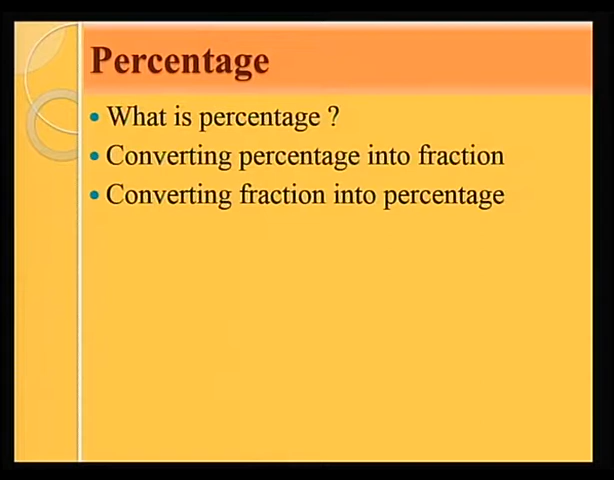 Percentage
• What is percentage ?
• Converting percentage into fraction
• Converting fraction into percentage